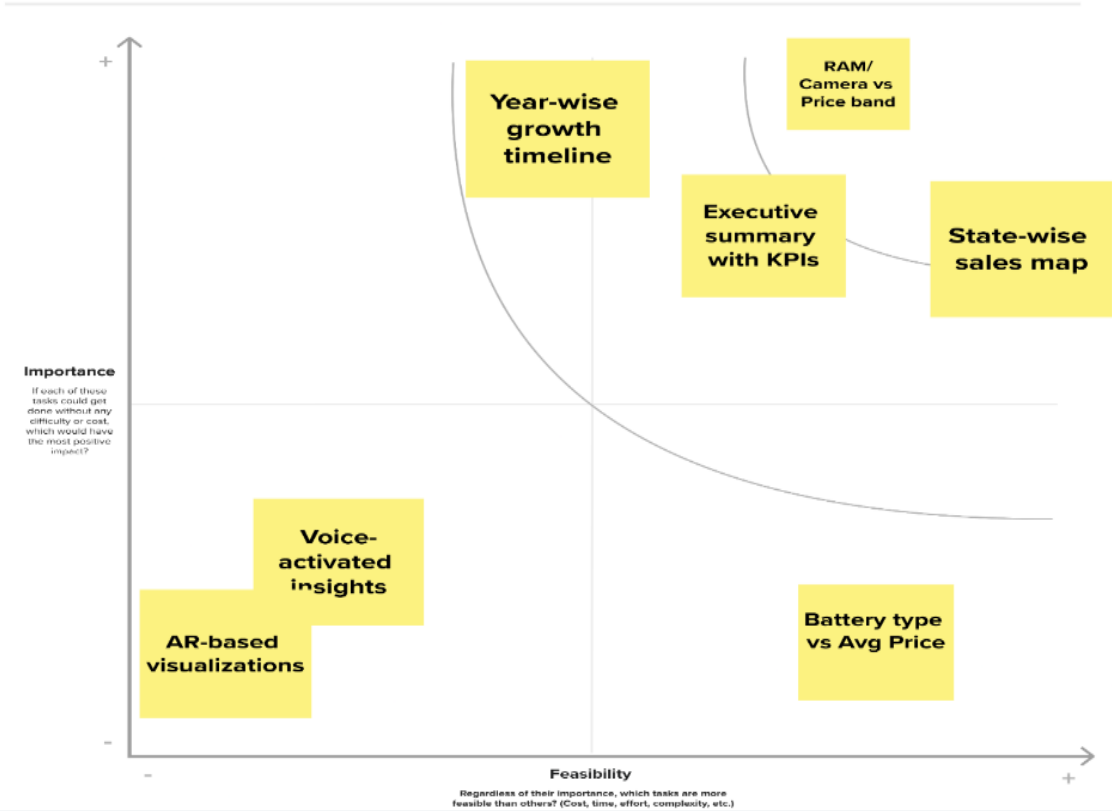 +
RAM/
Camera vs
Price band
Year-wise
growth
timeline
Executive
summary
with KPIs
State-wise
sales map
Importance
If each of these
tasks could get
done without any
difficulty or cost,
which would have
the most positive
impact?
Voice-
activated
insights
AR-based
visualizations
Battery type
vs Avg Price
-
-
Feasibility
+
Regardless of their importance, which tasks are more
feasible than others? (Cost, time, effort, complexity, etc.)